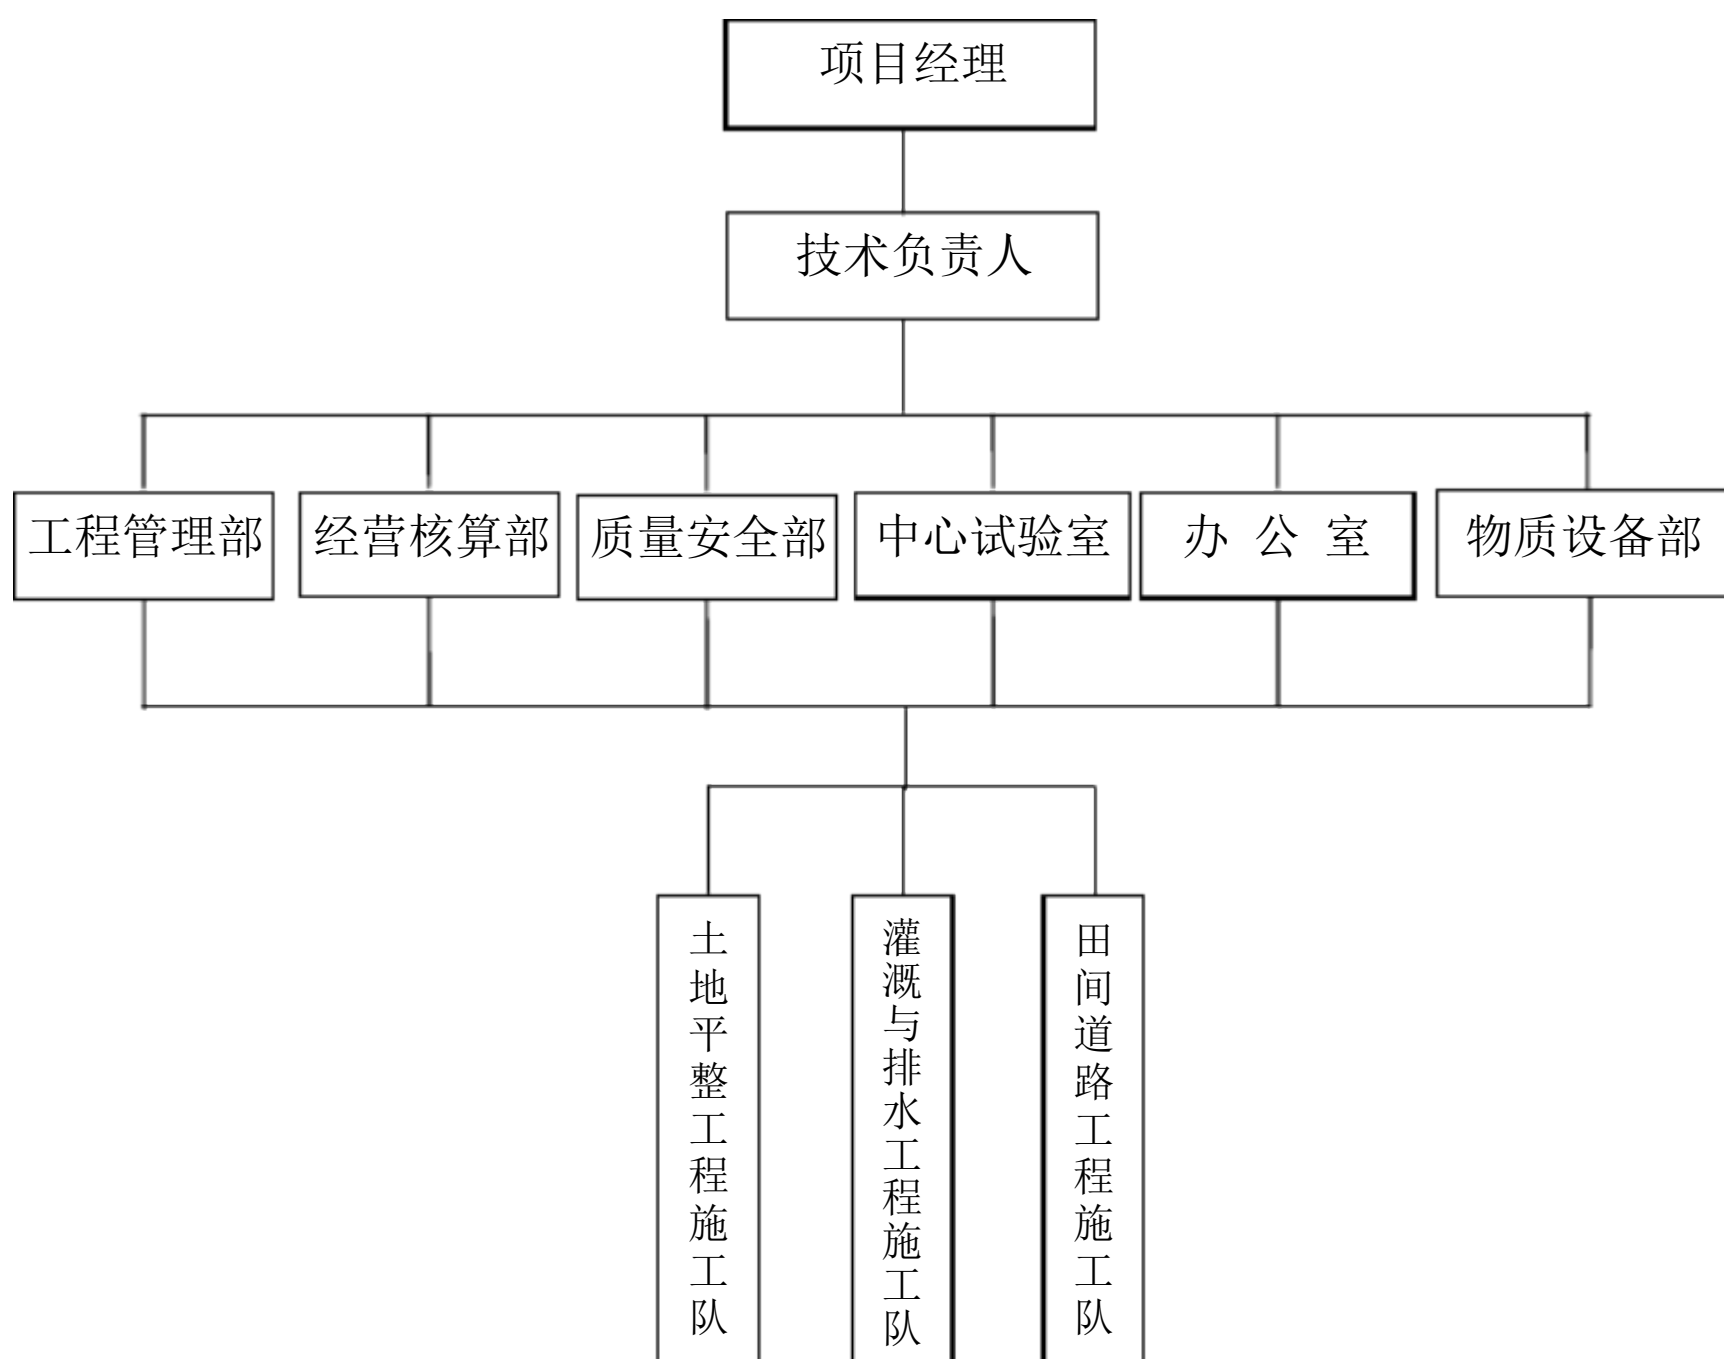 项目经理
技术负责人
工程管理部
经营核算部
质量安全部
中心试验室
办 公 室
物质设备部
土地平整工程施工队
灌溉与排水工程施工队
田间道路工程施工队